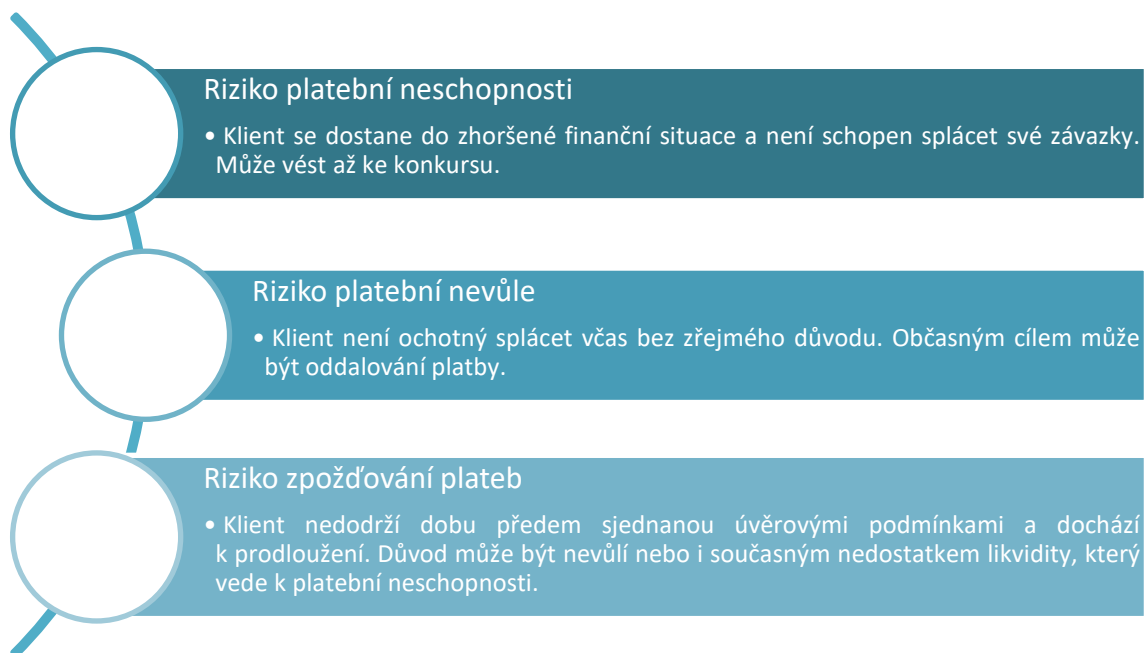 Riziko platební neschopnosti
• Klient se dostane do zhoršené finanční situace a není schopen splácet své závazky.
Může vést až ke konkursu.
Riziko platební nevůle
• Klient není ochotný splácet včas bez zřejmého důvodu. Občasným cílem může
být oddalování platby.
Riziko zpožďování plateb
• Klient nedodrží dobu předem sjednanou úvěrovými podmínkami a dochází
k prodloužení. Důvod může být nevůlí nebo i současným nedostatkem likvidity, který
vede k platební neschopnosti.